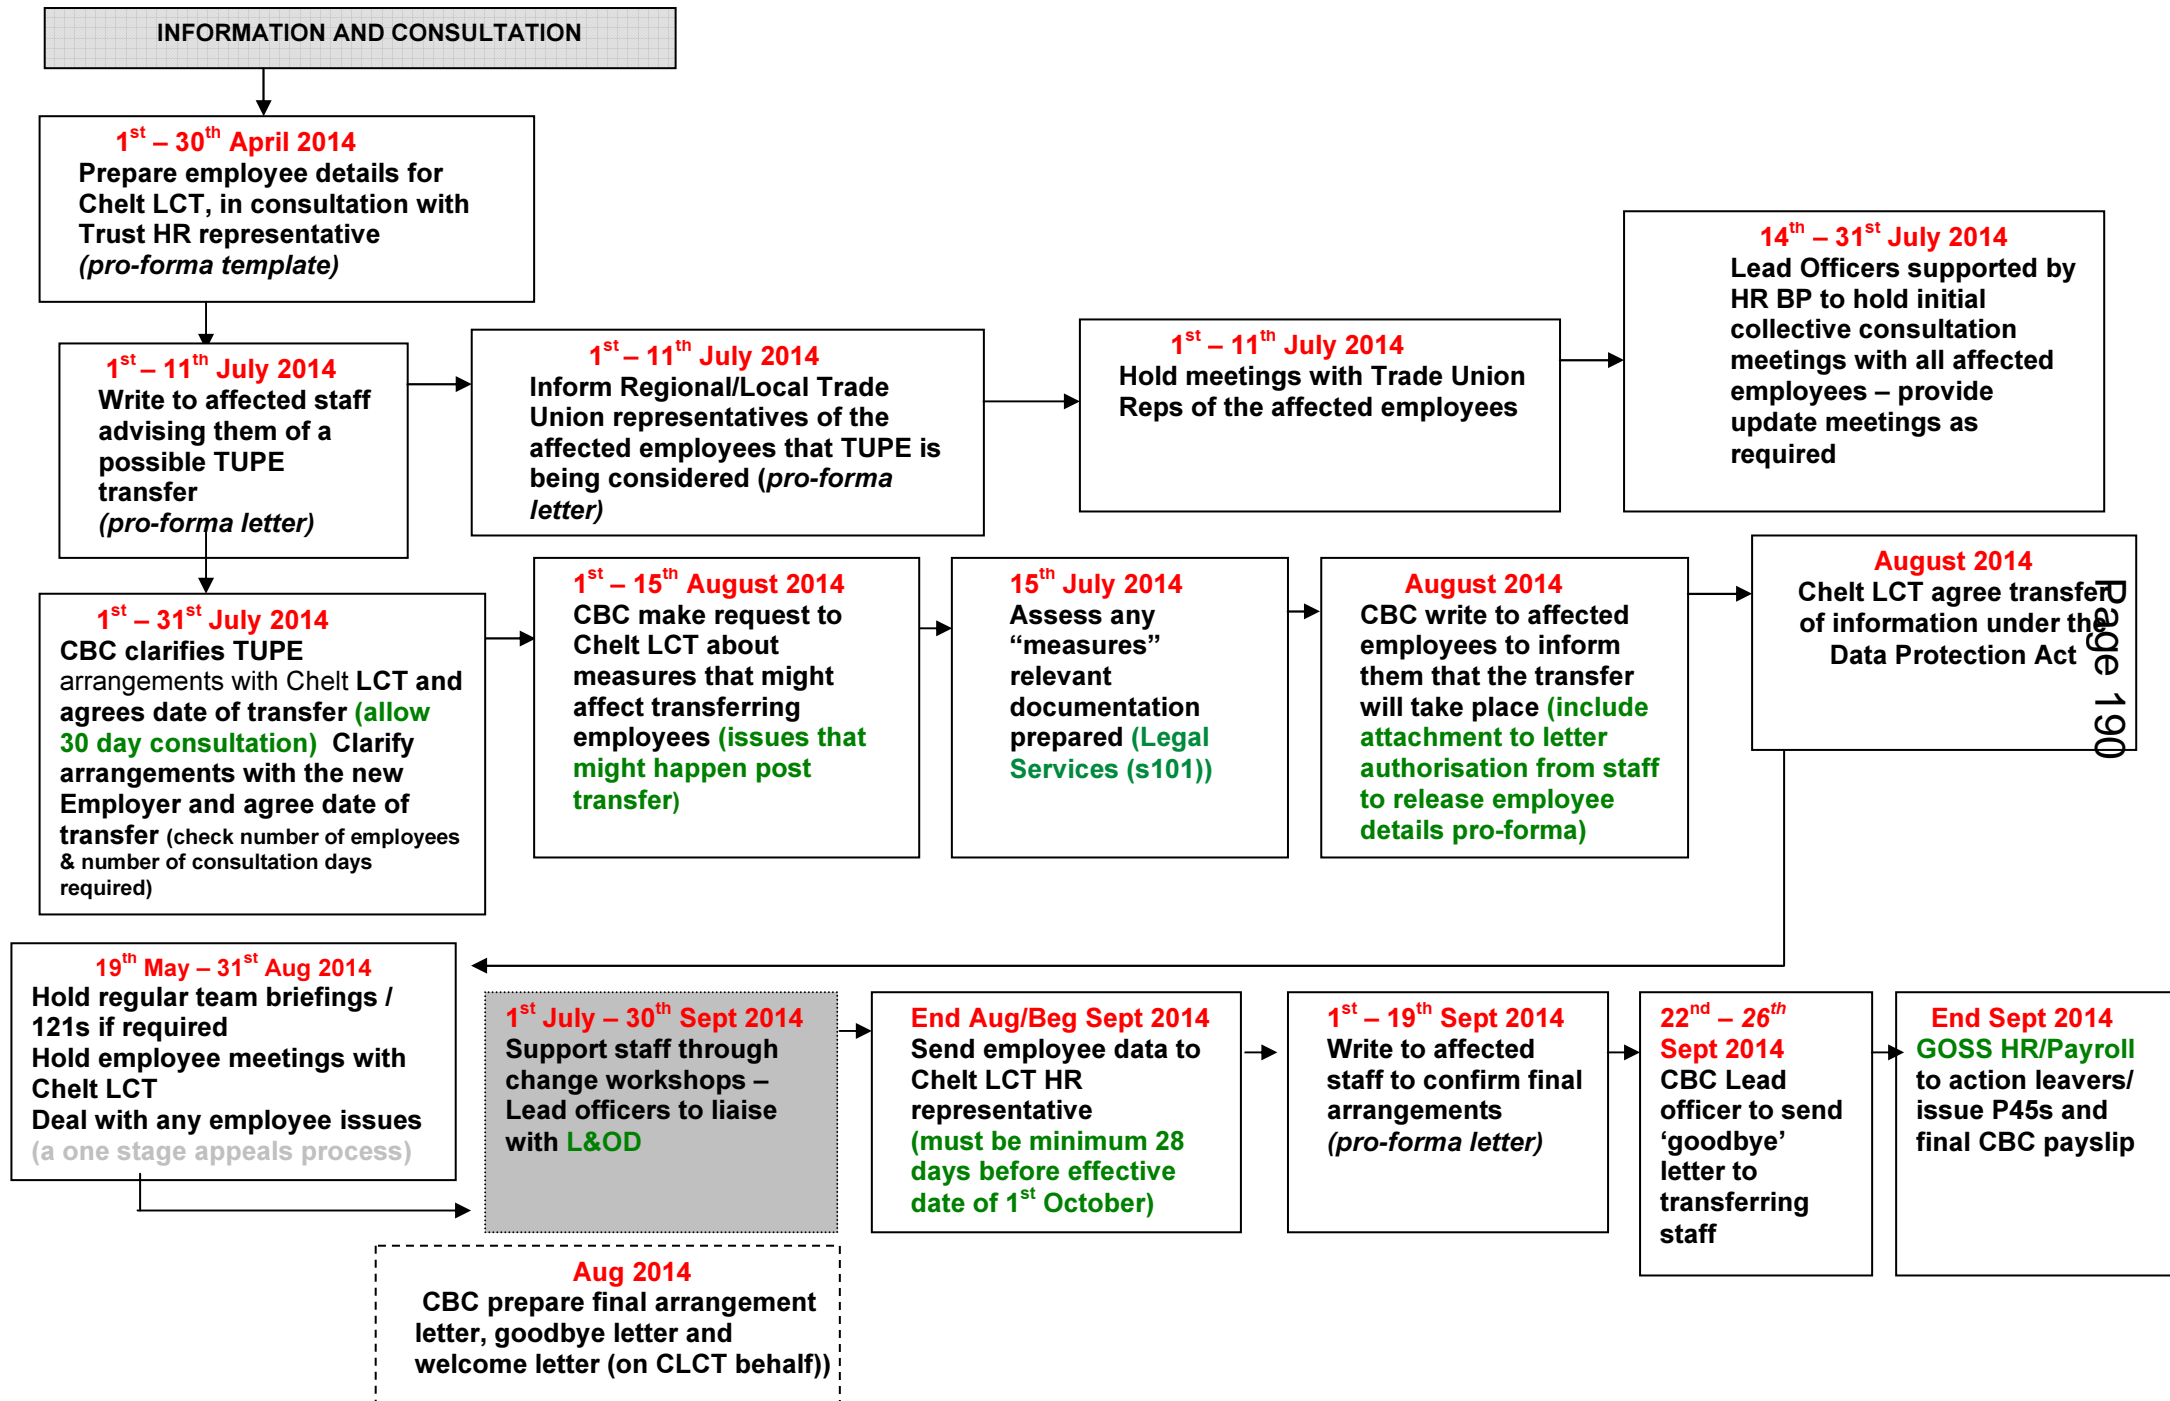 INFORMATION AND CONSULTATION
1st – 30th April 2014
Prepare employee details for
Chelt LCT, in consultation with
Trust HR representative
(pro-forma template)
1st – 11th July 2014
Write to affected staff
advising them of a
possible TUPE
transfer
(pro-forma letter)
1st – 11th July 2014
Inform Regional/Local Trade
Union representatives of the
affected employees that TUPE is
being considered (pro-forma
letter)
1st – 11th July 2014
Hold meetings with Trade Union
Reps of the affected employees
14th – 31st July 2014
Lead Officers supported by
HR BP to hold initial
collective consultation
meetings with all affected
employees – provide
update meetings as
required
1st – 31st July 2014
CBC clarifies TUPE
arrangements with Chelt LCT and
agrees date of transfer (allow
30 day consultation)  Clarify
arrangements with the new
Employer and agree date of
transfer (check number of employees
& number of consultation days
required)
1st – 15th August 2014
CBC make request to
Chelt LCT about
measures that might
affect transferring
employees (issues that
might happen post
transfer)
15th July 2014
Assess any
“measures”
relevant
documentation
prepared (Legal
Services (s101))
August 2014
CBC write to affected
employees to inform
them that the transfer
will take place (include
attachment to letter
authorisation from staff
to release employee
details pro-forma)
August 2014
Chelt LCT agree transfer
of information under the
Data Protection Act
Page 190
19th May – 31st Aug 2014
Hold regular team briefings /
121s if required
Hold employee meetings with
Chelt LCT
Deal with any employee issues
(a one stage appeals process)
1st July – 30th Sept 2014
Support staff through
change workshops –
Lead officers to liaise
with L&OD
End Aug/Beg Sept 2014
Send employee data to
Chelt LCT HR
representative
(must be minimum 28
days before effective
date of 1st October)
1st – 19th Sept 2014
Write to affected
staff to confirm final
arrangements
(pro-forma letter)
22nd – 26th
Sept 2014
CBC Lead
officer to send
‘goodbye’
letter to
transferring
staff
End Sept 2014
GOSS HR/Payroll
to action leavers/
issue P45s and
final CBC payslip
Aug 2014
CBC prepare final arrangement
letter, goodbye letter and
welcome letter (on CLCT behalf))